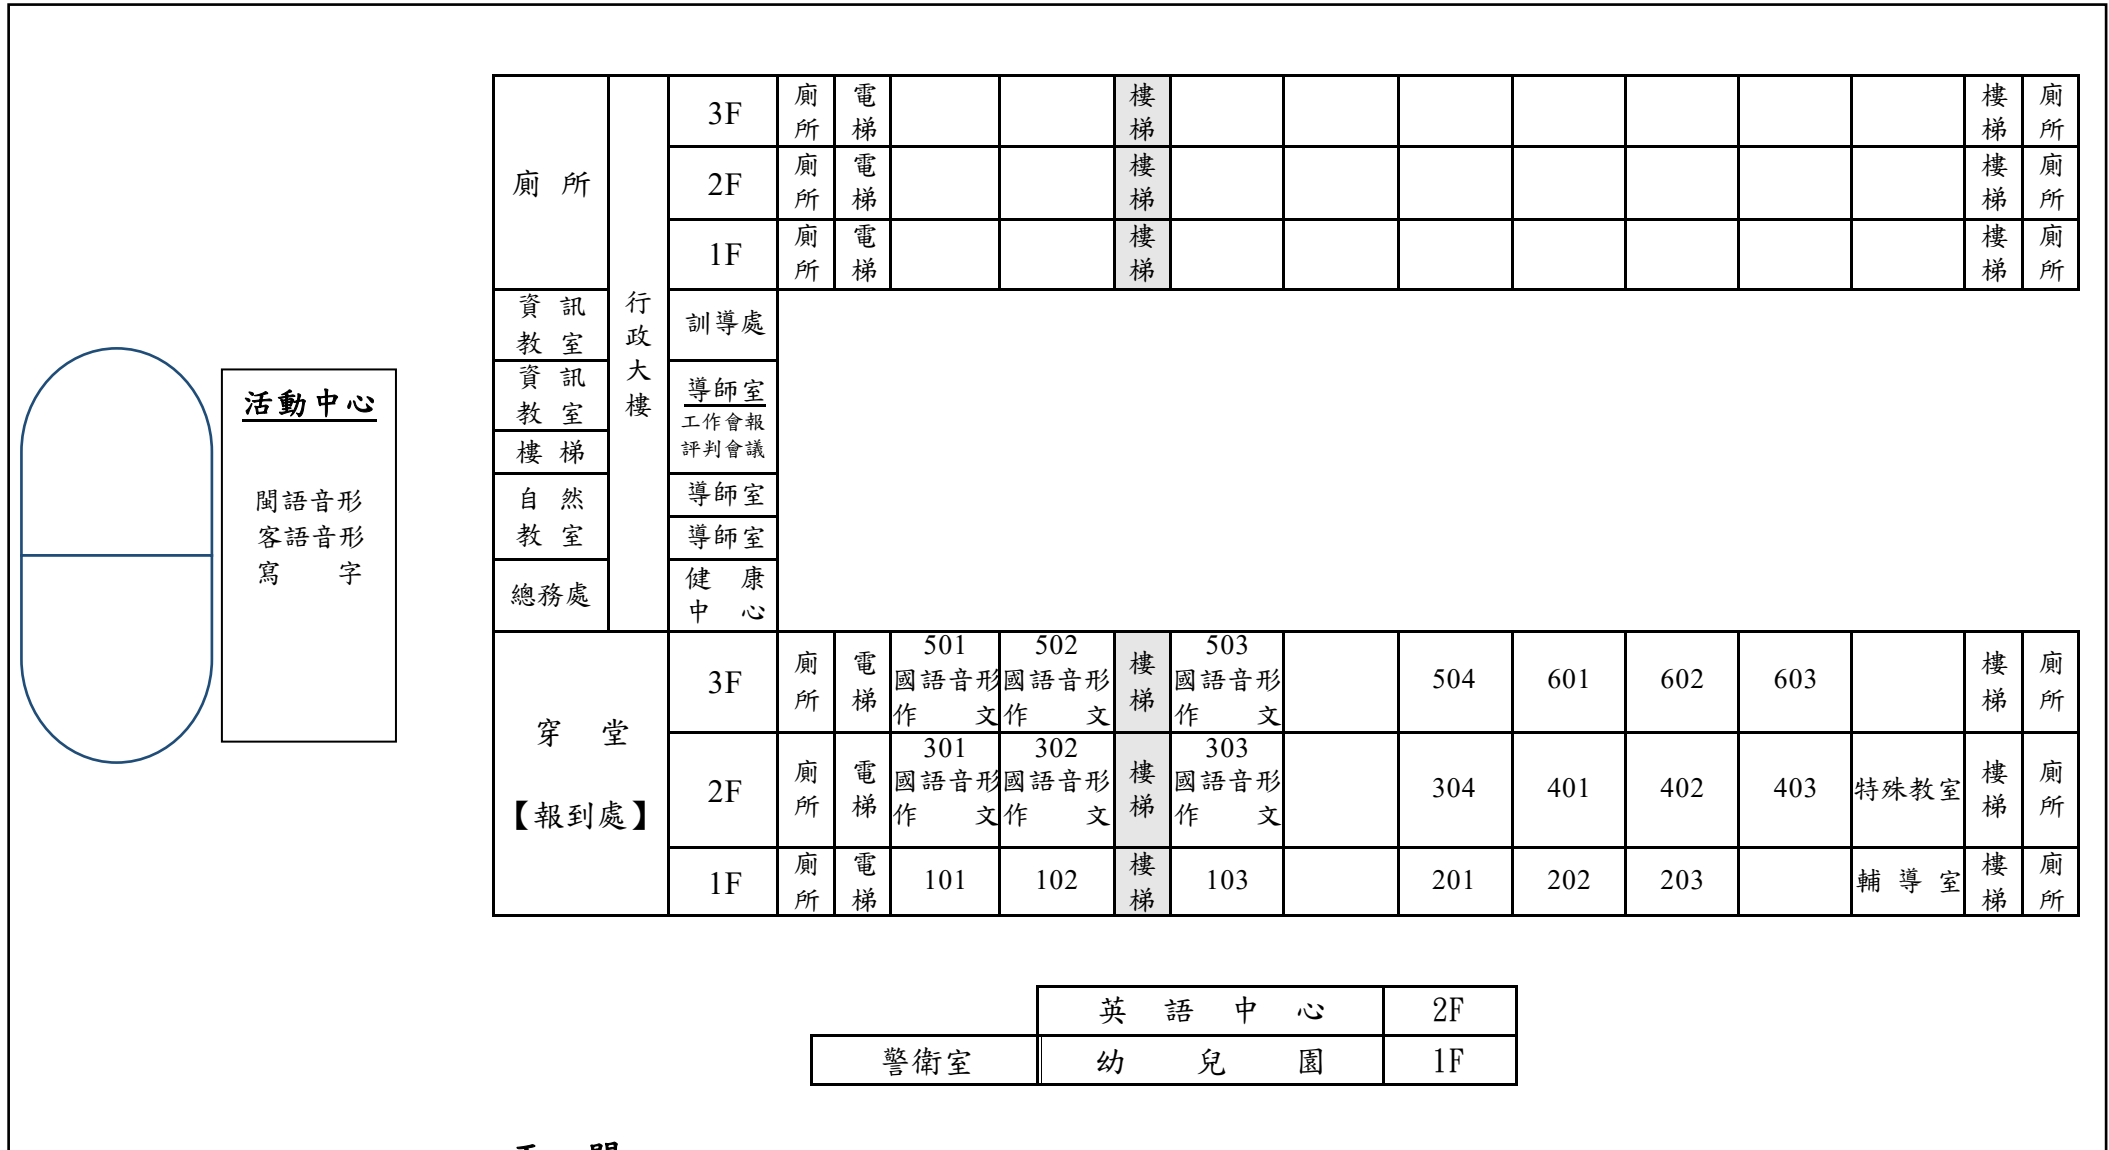 3F 廁所 電梯 樓梯 樓梯 廁所
廁 所 2F 廁所 電梯 樓梯 樓梯 廁所
1F 廁所 電梯 樓梯 樓梯 廁所
行政大樓
資 訊 教 室 訓導處
資 訊 教 室 導師室
工作會報
評判會議
樓 梯
自 然 教 室 導師室
導師室
總務處 健 康 中 心
活動中心
閩語音形
客語音形
寫 字
穿 堂
【報到處】
3F 廁所 電梯 501 國語音形 作 文 502 國語音形 作 文 樓梯 503 國語音形 作 文 504 601 602 603 樓梯 廁所
2F 廁所 電梯 301 國語音形 作 文 302 國語音形 作 文 樓梯 303 國語音形 作 文 304 401 402 403 特殊教室 樓梯 廁所
1F 廁所 電梯 101 102 樓梯 103 201 202 203 輔 導 室 樓梯 廁所
英 語 中 心 2F
警衛室 幼 兒 園 1F